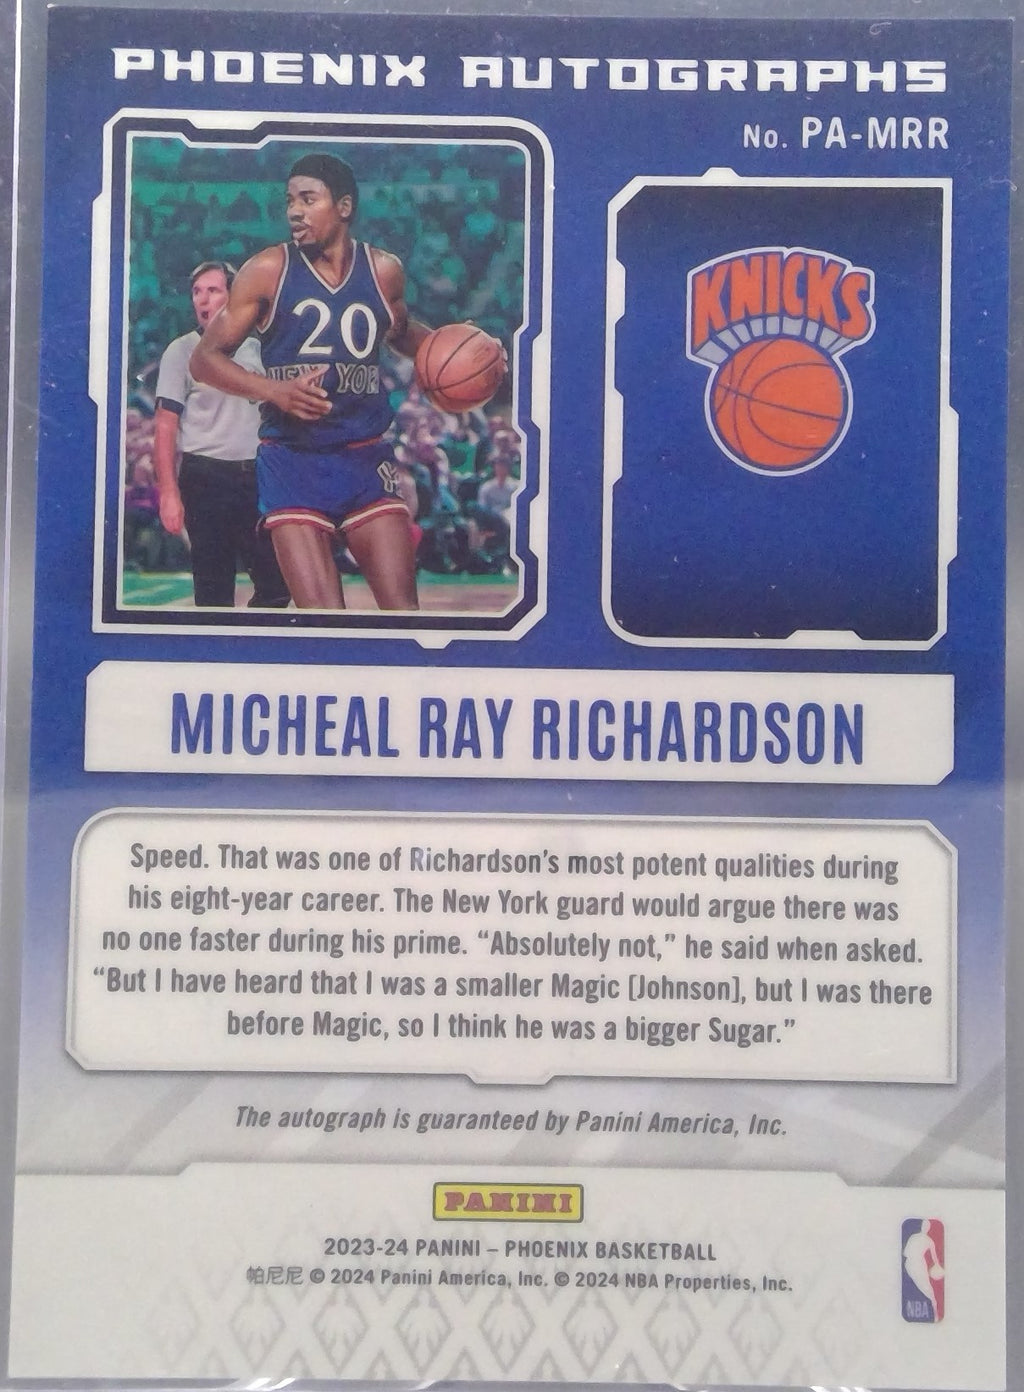 PHOENIX AUTOGRAPHS
No. PA-MRR
20
NEW YOR
KNICKS
MICHEAL RAY RICHARDSON
Speed. That was one of Richardson's most potent qualities during
his eight-year career. The New York guard would argue there was
no one faster during his prime. “Absolutely not,” he said when asked.
“But I have heard that I was a smaller Magic [Johnson], but I was there
before Magic, so I think he was a bigger Sugar.”
The autograph is guaranteed by Panini America, Inc.
PANINI
2023-24 PANINI – PHOENIX BASKETBALL
帕尼尼 © 2024 Panini America, Inc. © 2024 NBA Properties, Inc.
NBA